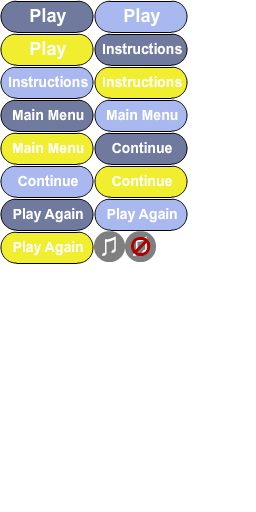 Play Play
Play Instructions
Instructions Instructions
Main Menu Main Menu
Main Menu Continue
Continue Continue
Play Again Play Again
Play Again